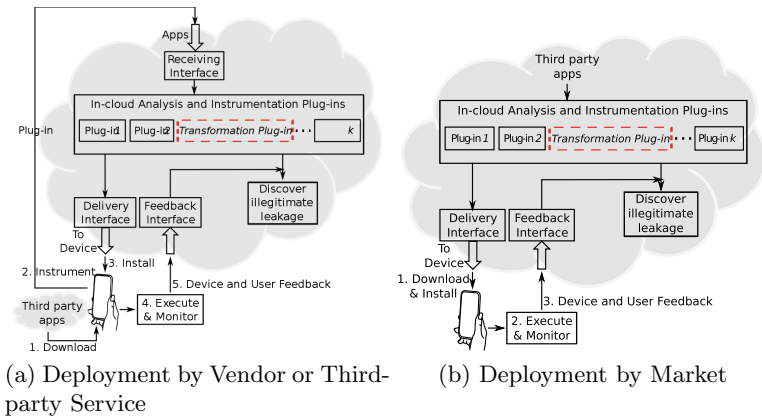 Apps
Receiving
Interface
In-cloud Analysis and Instrumentation Plug-ins
Plug-in
Plug-in1
Plug-in2
Transformation Plug-in
...
k
Delivery
Interface
Feedback
Interface
Discover
illegitimate
leakage
To
Device
3. Install
2. Instrument
5. Device and User Feedback
Third party
apps
4. Execute
& Monitor
1. Download
(a) Deployment by Vendor or Third-
party Service
Third party
apps
In-cloud Analysis and Instrumentation Plug-ins
Plug-in 1
Plug-in 2
Transformation Plug-in
...
Plug-in k
Delivery
Interface
Feedback
Interface
Discover
illegitimate
leakage
To
Device
1. Download
& Install
3. Device and User Feedback
2. Execute
& Monitor
(b) Deployment by Market